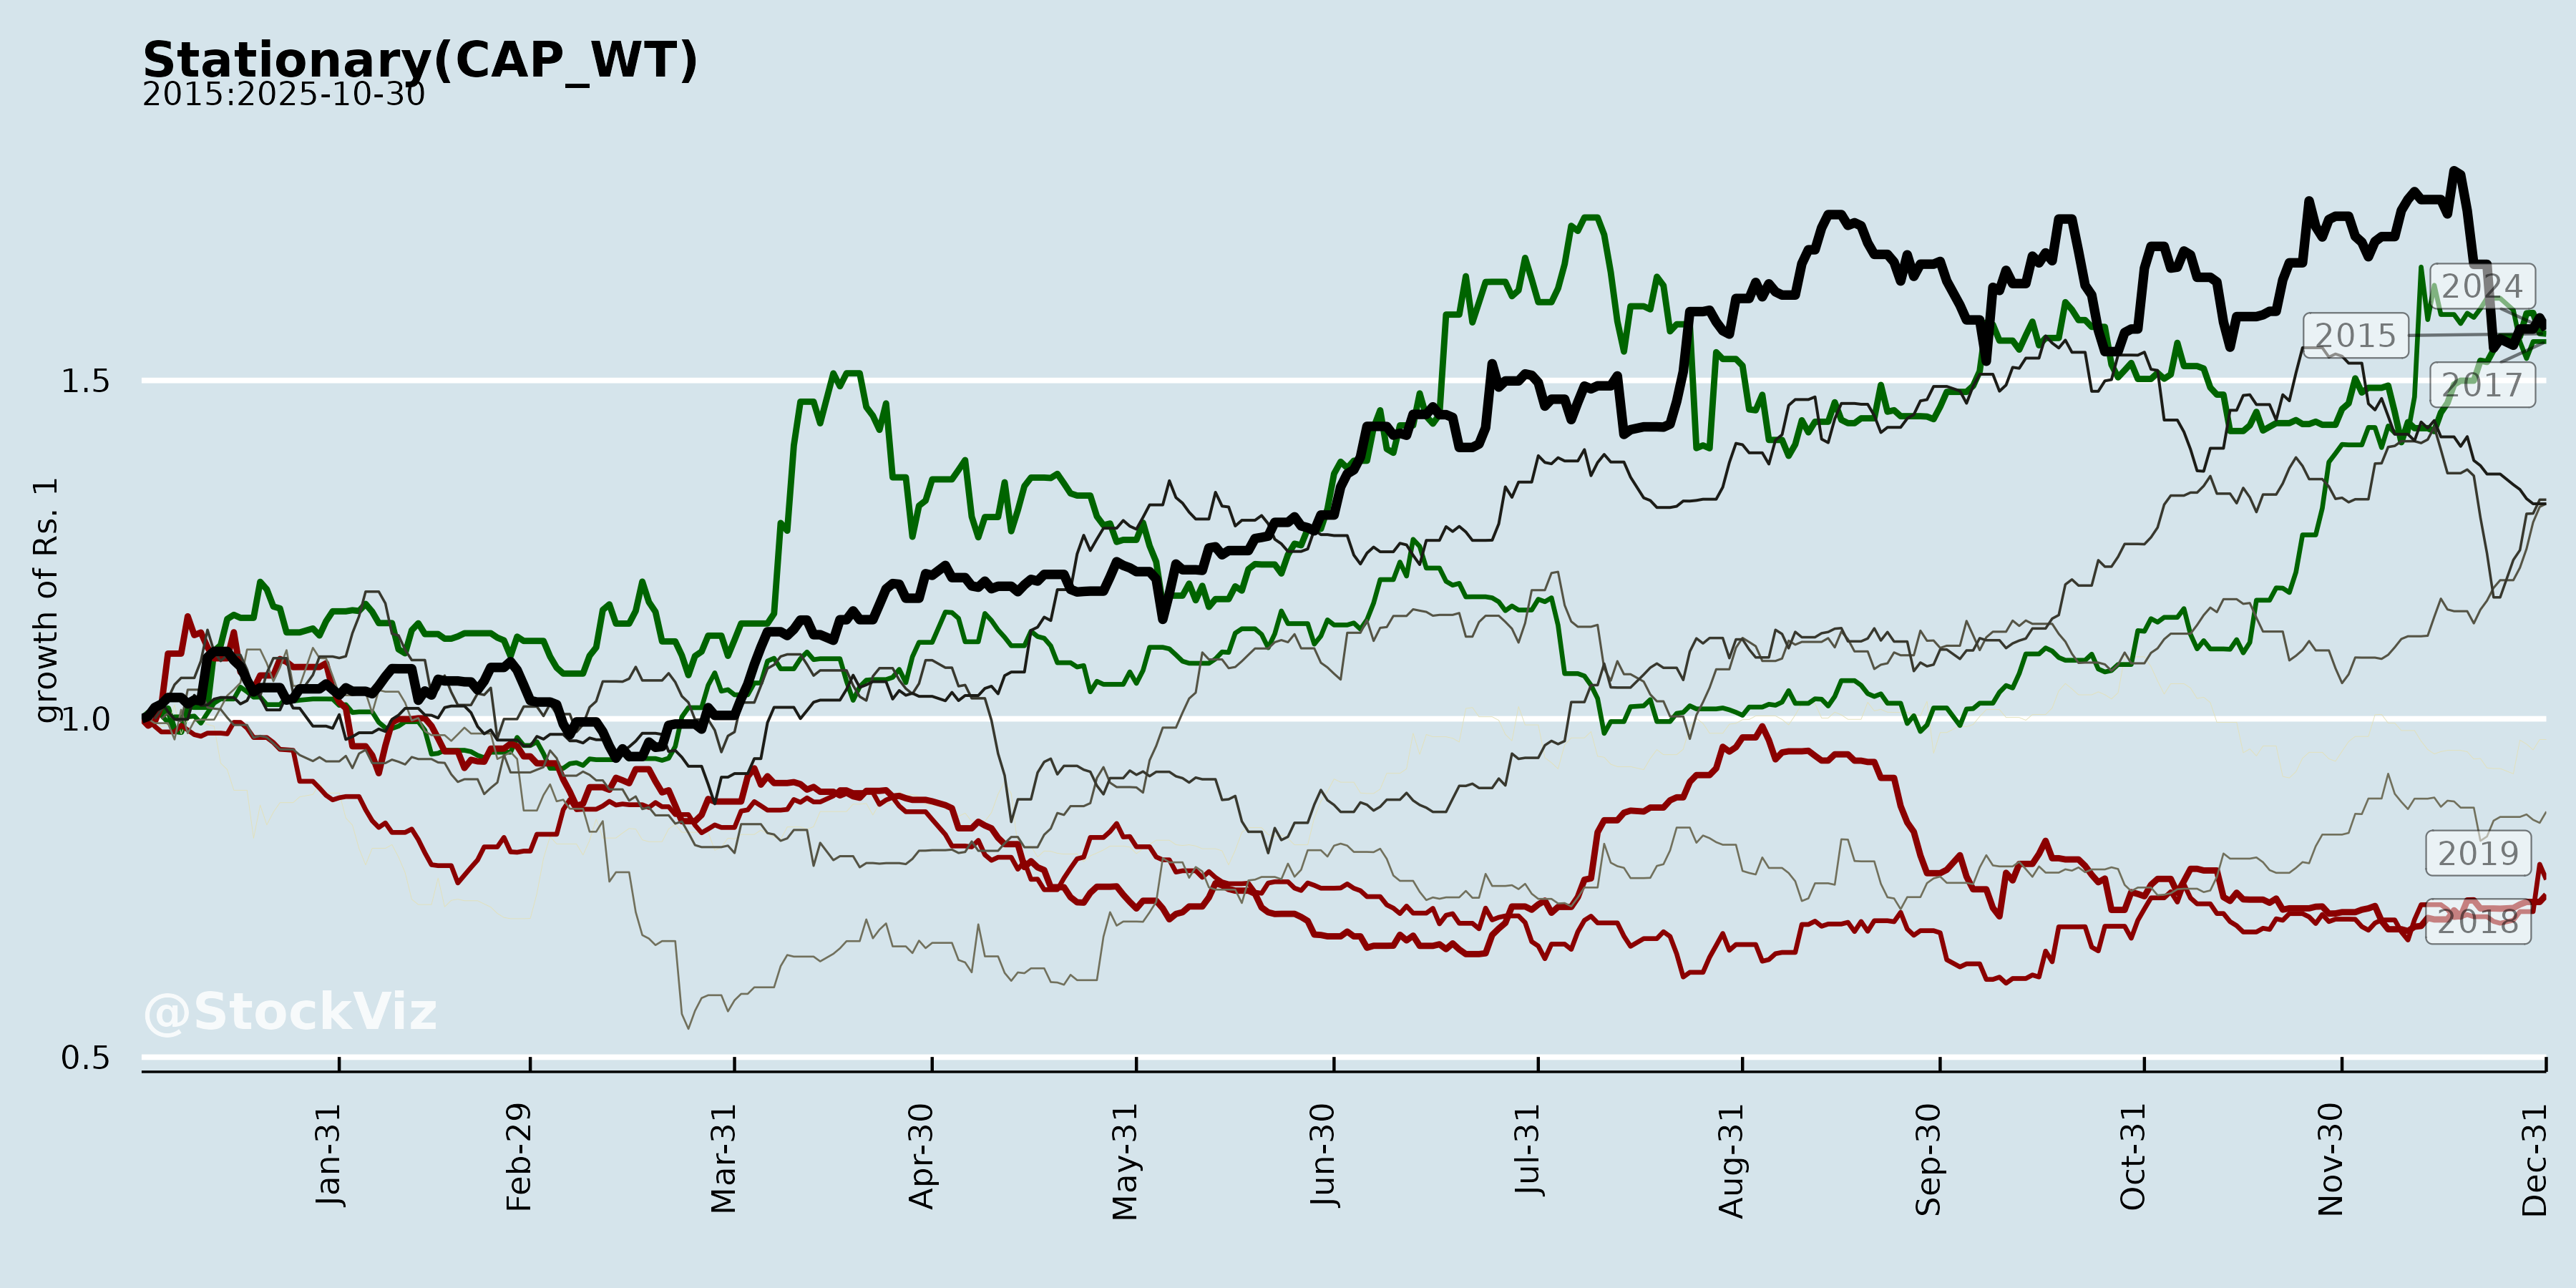 Stationary(CAP_WT)
2015:2025-10-30
growth of Rs. 1
1.5
1.0
0.5
2024
2015
2017
2019
2018
@StockViz
Jan-31
Feb-29
Mar-31
Apr-30
May-31
Jun-30
Jul-31
Aug-31
Sep-30
Oct-31
Nov-30
Dec-31